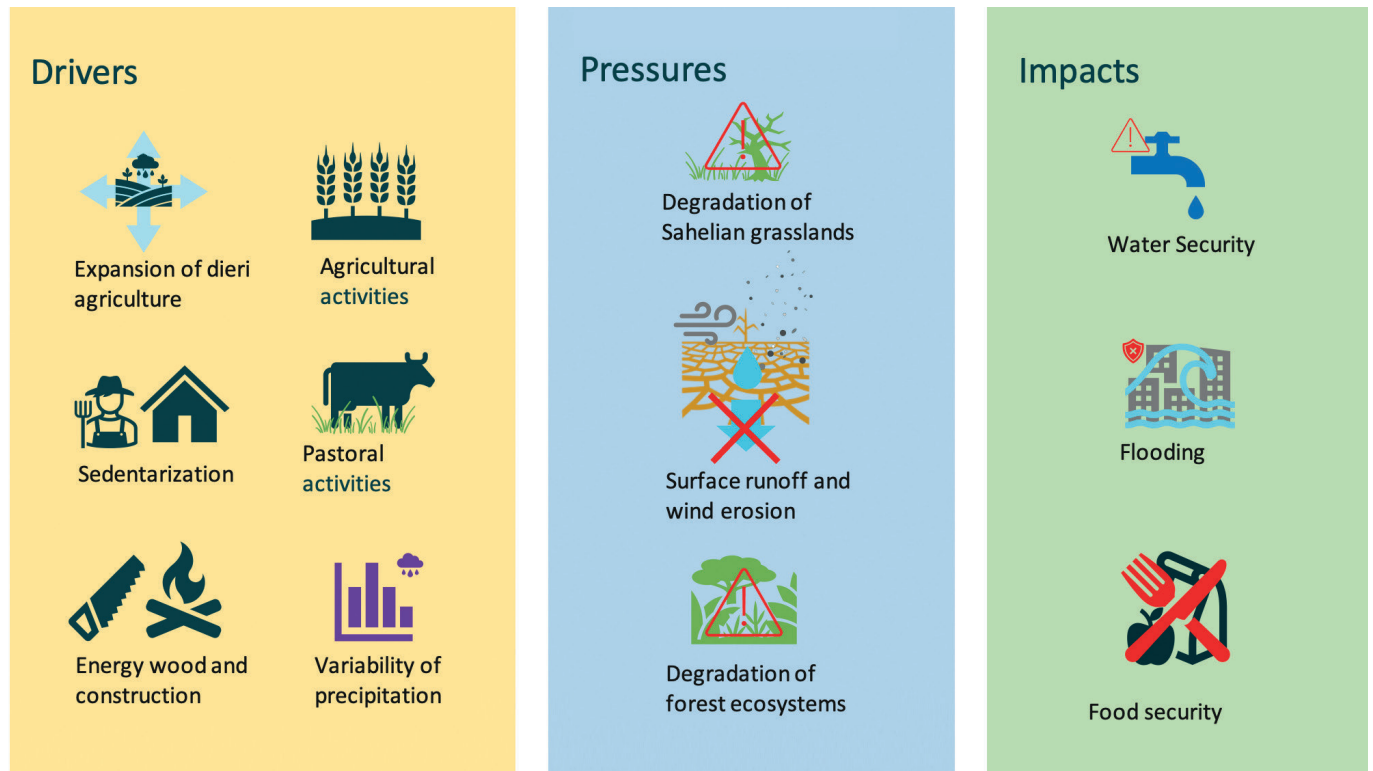 Drivers
Expansion of dieri
agriculture
Agricultural
activities
Sedentarization
Pastoral
activities
Energy wood and
construction
Variability of
precipitation
Pressures
Degradation of
Sahelian grasslands
Surface runoff and
wind erosion
Degradation of
forest ecosystems
Impacts
Water Security
Flooding
Food security